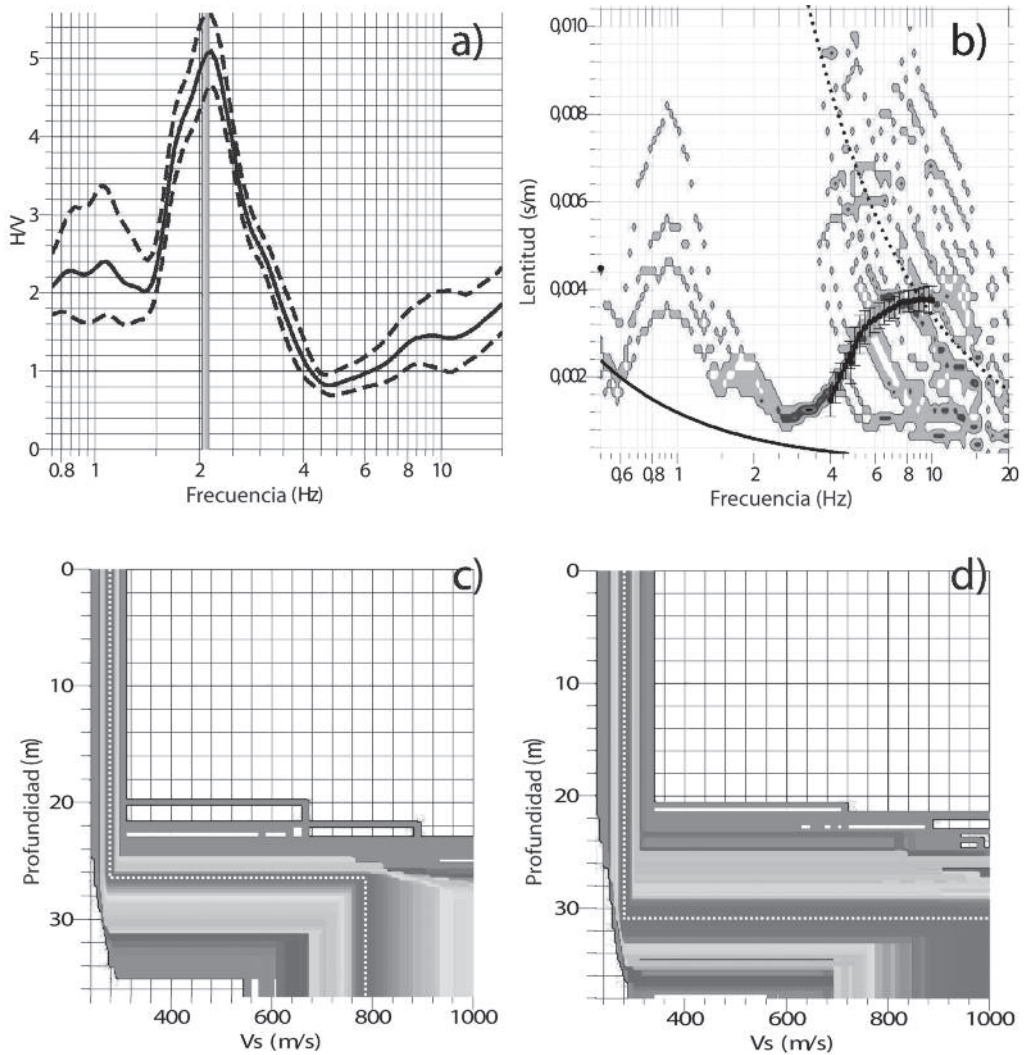 a)
5
4
3
2
1
0
H/V
0.8 1 2 4 6 8 10
Frecuencia (Hz)
b)
0,010
0,008
0,006
0,004
0,002
Lentitud (s/m)
0,6 0,8 1 2 4 6 8 10 20
Frecuencia (Hz)
c)
0
10
20
30
Profundidad (m)
400 600 800 1000
Vs (m/s)
d)
0
10
20
30
Profundidad (m)
400 600 800 1000
Vs (m/s)